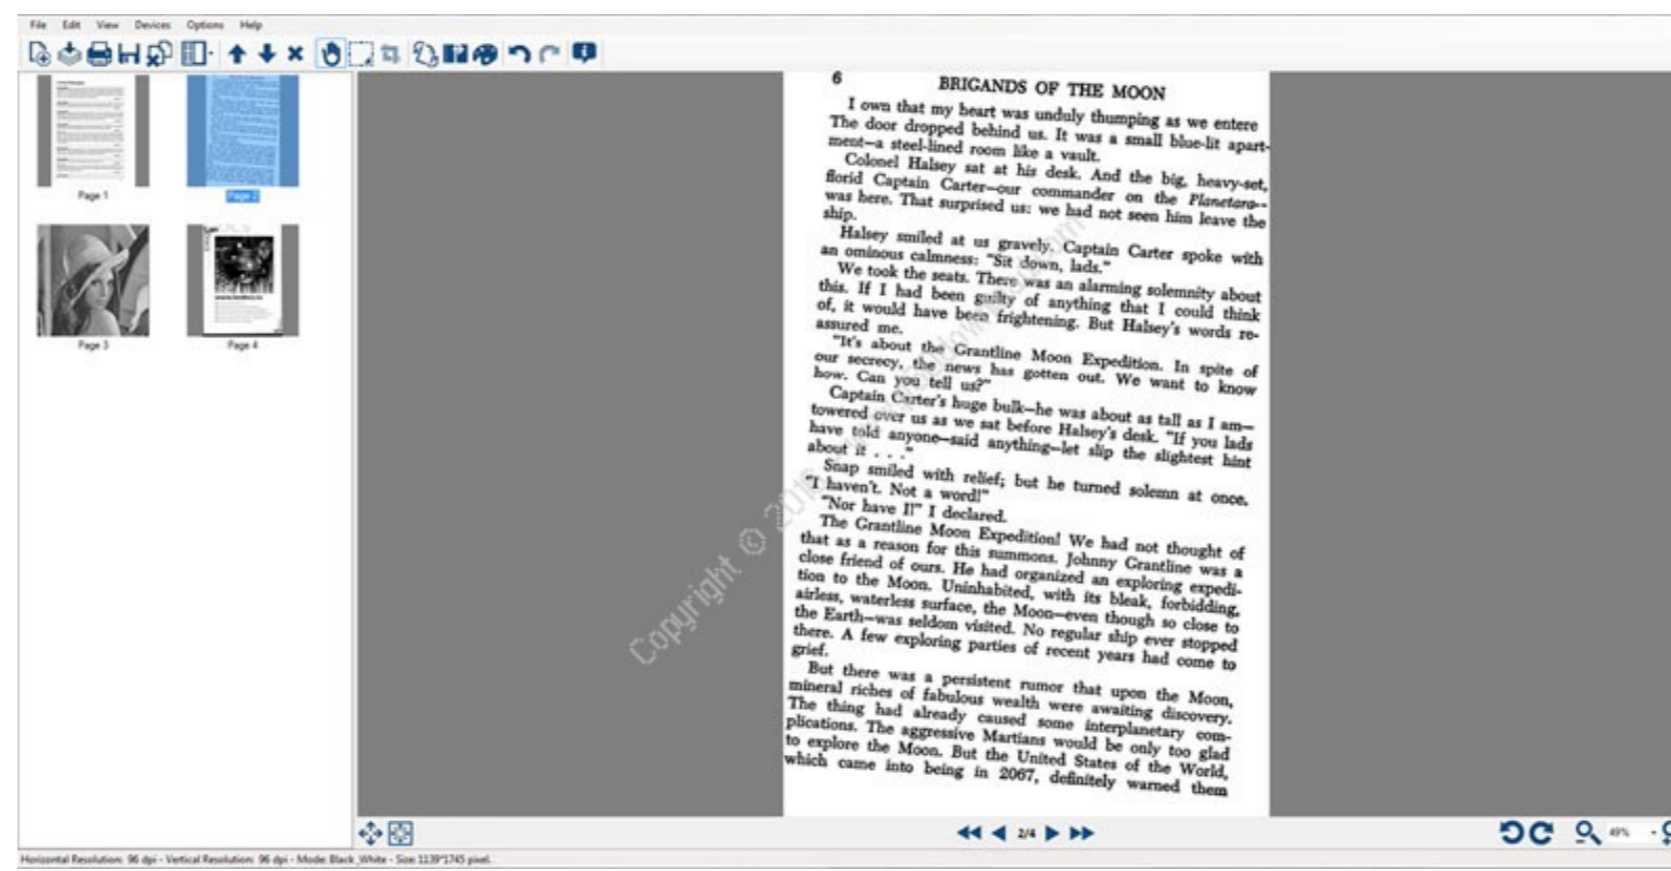 File Edit View Devices Options Help
Page 1
Page 2
Page 3
Page 4
6 BRIGANDS OF THE MOON
I own that my heart was unduly thumping as we entere
The door dropped behind us. It was a small blue-lit apart-
ment—a steel-lined room like a vault.
Colonel Halsey sat at his desk. And the big, heavy-set,
florid Captain Carter—our commander on the Planetara--
was here. That surprised us: we had not seen him leave the
ship.
Halsey smiled at us gravely. Captain Carter spoke with
an ominous calmness: "Sit down, lads."
We took the seats. There was an alarming solemnity about
this. If I had been guilty of anything that I could think
of, it would have been frightening. But Halsey's words re-
assured me.
"It's about the Grantline Moon Expedition. In spite of
our secrecy, the news has gotten out. We want to know
how. Can you tell us?"
Captain Carter's huge bulk—he was about as tall as I am—
towered over us as we sat before Halsey's desk. "If you lads
have told anyone—said anything—let slip the slightest hint
about it . . ."
Snap smiled with relief; but he turned solemn at once.
"I haven't. Not a word!"
"Nor have I!" I declared.
The Grantline Moon Expedition! We had not thought of
that as a reason for this summons. Johnny Grantline was a
close friend of ours. He had organized an exploring expedi-
tion to the Moon. Uninhabited, with its bleak, forbidding,
airless, waterless surface, the Moon—even though so close to
the Earth—was seldom visited. No regular ship ever stopped
there. A few exploring parties of recent years had come to
grief.
But there was a persistent rumor that upon the Moon,
mineral riches of fabulous wealth were awaiting discovery.
The thing had already caused some interplanetary com-
plications. The aggressive Martians would be only too glad
to explore the Moon. But the United States of the World,
which came into being in 2067, definitely warned them
Copyright ©
2/4
49%
Horizontal Resolution: 96 dpi - Vertical Resolution: 96 dpi - Mode: Black_White - Size: 1139*1745 pixel.